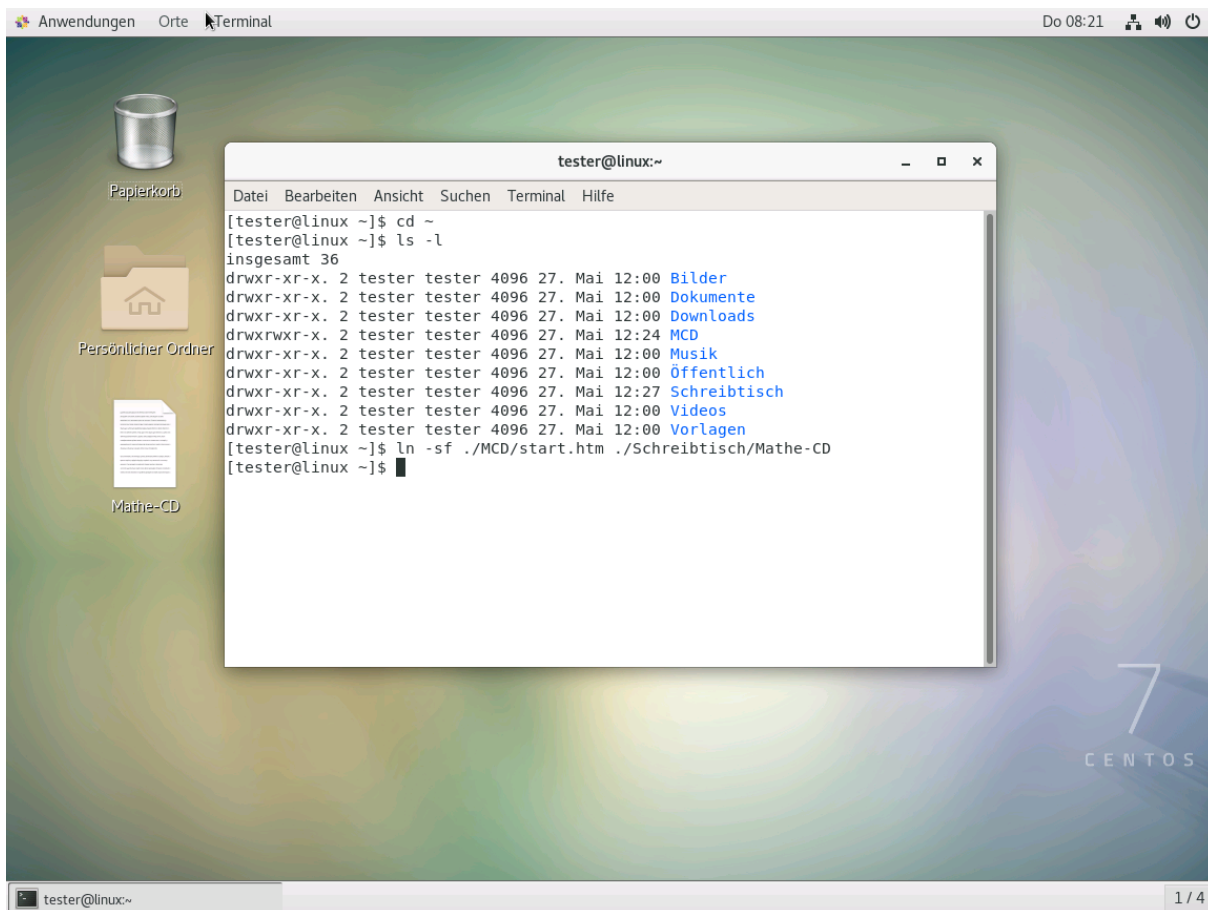 Anwendungen Orte Terminal Do 08:21
Papierkorb
Persönlicher Ordner
Mathe-CD
tester@linux:~
Datei Bearbeiten Ansicht Suchen Terminal Hilfe
[tester@linux ~]$ cd ~
[tester@linux ~]$ ls -l
insgesamt 36
drwxr-xr-x. 2 tester tester 4096 27. Mai 12:00 Bilder
drwxr-xr-x. 2 tester tester 4096 27. Mai 12:00 Dokumente
drwxr-xr-x. 2 tester tester 4096 27. Mai 12:00 Downloads
drwxrwxr-x. 2 tester tester 4096 27. Mai 12:24 MCD
drwxr-xr-x. 2 tester tester 4096 27. Mai 12:00 Musik
drwxr-xr-x. 2 tester tester 4096 27. Mai 12:00 Öffentlich
drwxr-xr-x. 2 tester tester 4096 27. Mai 12:27 Schreibtisch
drwxr-xr-x. 2 tester tester 4096 27. Mai 12:00 Videos
drwxr-xr-x. 2 tester tester 4096 27. Mai 12:00 Vorlagen
[tester@linux ~]$ ln -sf ./MCD/start.htm ./Schreibtisch/Mathe-CD
[tester@linux ~]$
7
CENTOS
tester@linux:~ 1 / 4